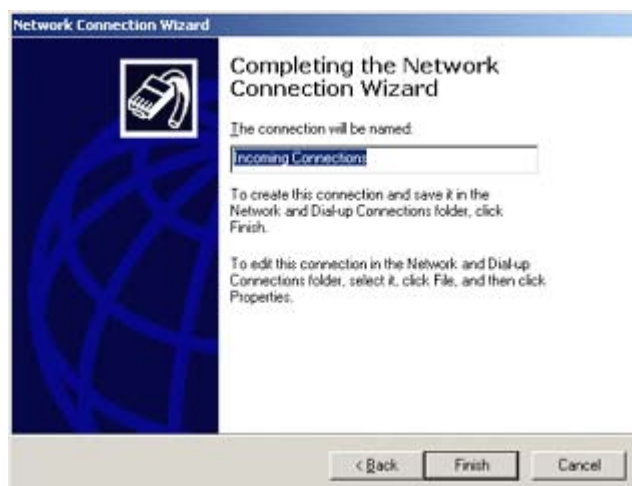 Network Connection Wizard
Completing the Network
Connection Wizard
The connection will be named:
Incoming Connections
To create this connection and save it in the
Network and Dial-up Connections folder, click
Finish.
To edit this connection in the Network and Dial-up
Connections folder, select it, click File, and then click
Properties.
< Back
Finish
Cancel